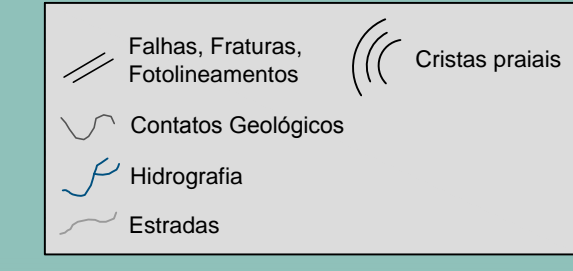 Falhas, Fraturas,
Fotolineamentos
Cristas praiais
Contatos Geológicos
Hidrografia
Estradas